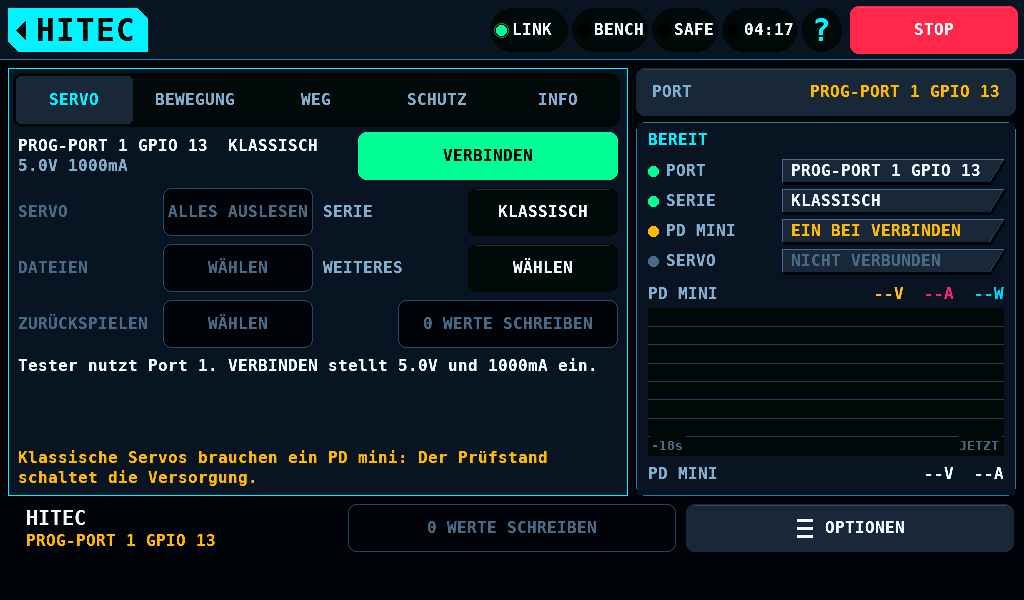 HITEC
LINK
BENCH
SAFE
04:17
?
STOP
SERVO
BEWEGUNG
WEG
SCHUTZ
INFO
PROG-PORT 1 GPIO 13  KLASSISCH
5.0V 1000mA
VERBINDEN
SERVO
ALLES AUSLESEN
SERIE
KLASSISCH
DATEIEN
WÄHLEN
WEITERES
WÄHLEN
ZURÜCKSPIELEN
WÄHLEN
0 WERTE SCHREIBEN
Tester nutzt Port 1. VERBINDEN stellt 5.0V und 1000mA ein.
Klassische Servos brauchen ein PD mini: Der Prüfstand
schaltet die Versorgung.
PORT
PROG-PORT 1 GPIO 13
BEREIT
PORT
PROG-PORT 1 GPIO 13
SERIE
KLASSISCH
PD MINI
EIN BEI VERBINDEN
SERVO
NICHT VERBUNDEN
PD MINI
--V
--A
--W
-18s
JETZT
PD MINI
--V
--A
HITEC
PROG-PORT 1 GPIO 13
0 WERTE SCHREIBEN
OPTIONEN